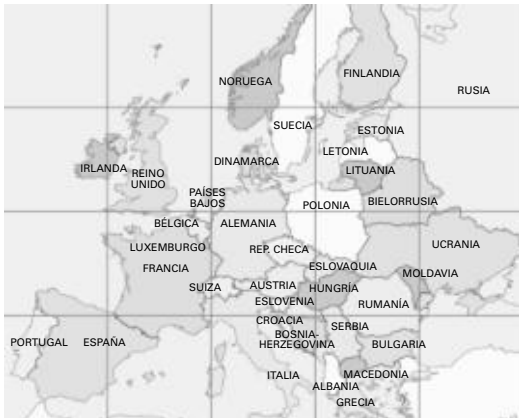 NORUEGA
FINLANDIA
RUSIA
SUECIA
ESTONIA
LETONIA
IRLANDA
REINO
UNIDO
DINAMARCA
LITUANIA
PAÍSES
BAJOS
POLONIA
BIELORRUSIA
BÉLGICA
ALEMANIA
LUXEMBURGO
REP. CHECA
UCRANIA
FRANCIA
ESLOVAQUIA
MOLDAVIA
SUIZA
AUSTRIA
HUNGRÍA
ESLOVENIA
RUMANÍA
CROACIA
SERBIA
BOSNIA-
HERZEGOVINA
PORTUGAL
ESPAÑA
BULGARIA
ITALIA
MACEDONIA
ALBANIA
GRECIA